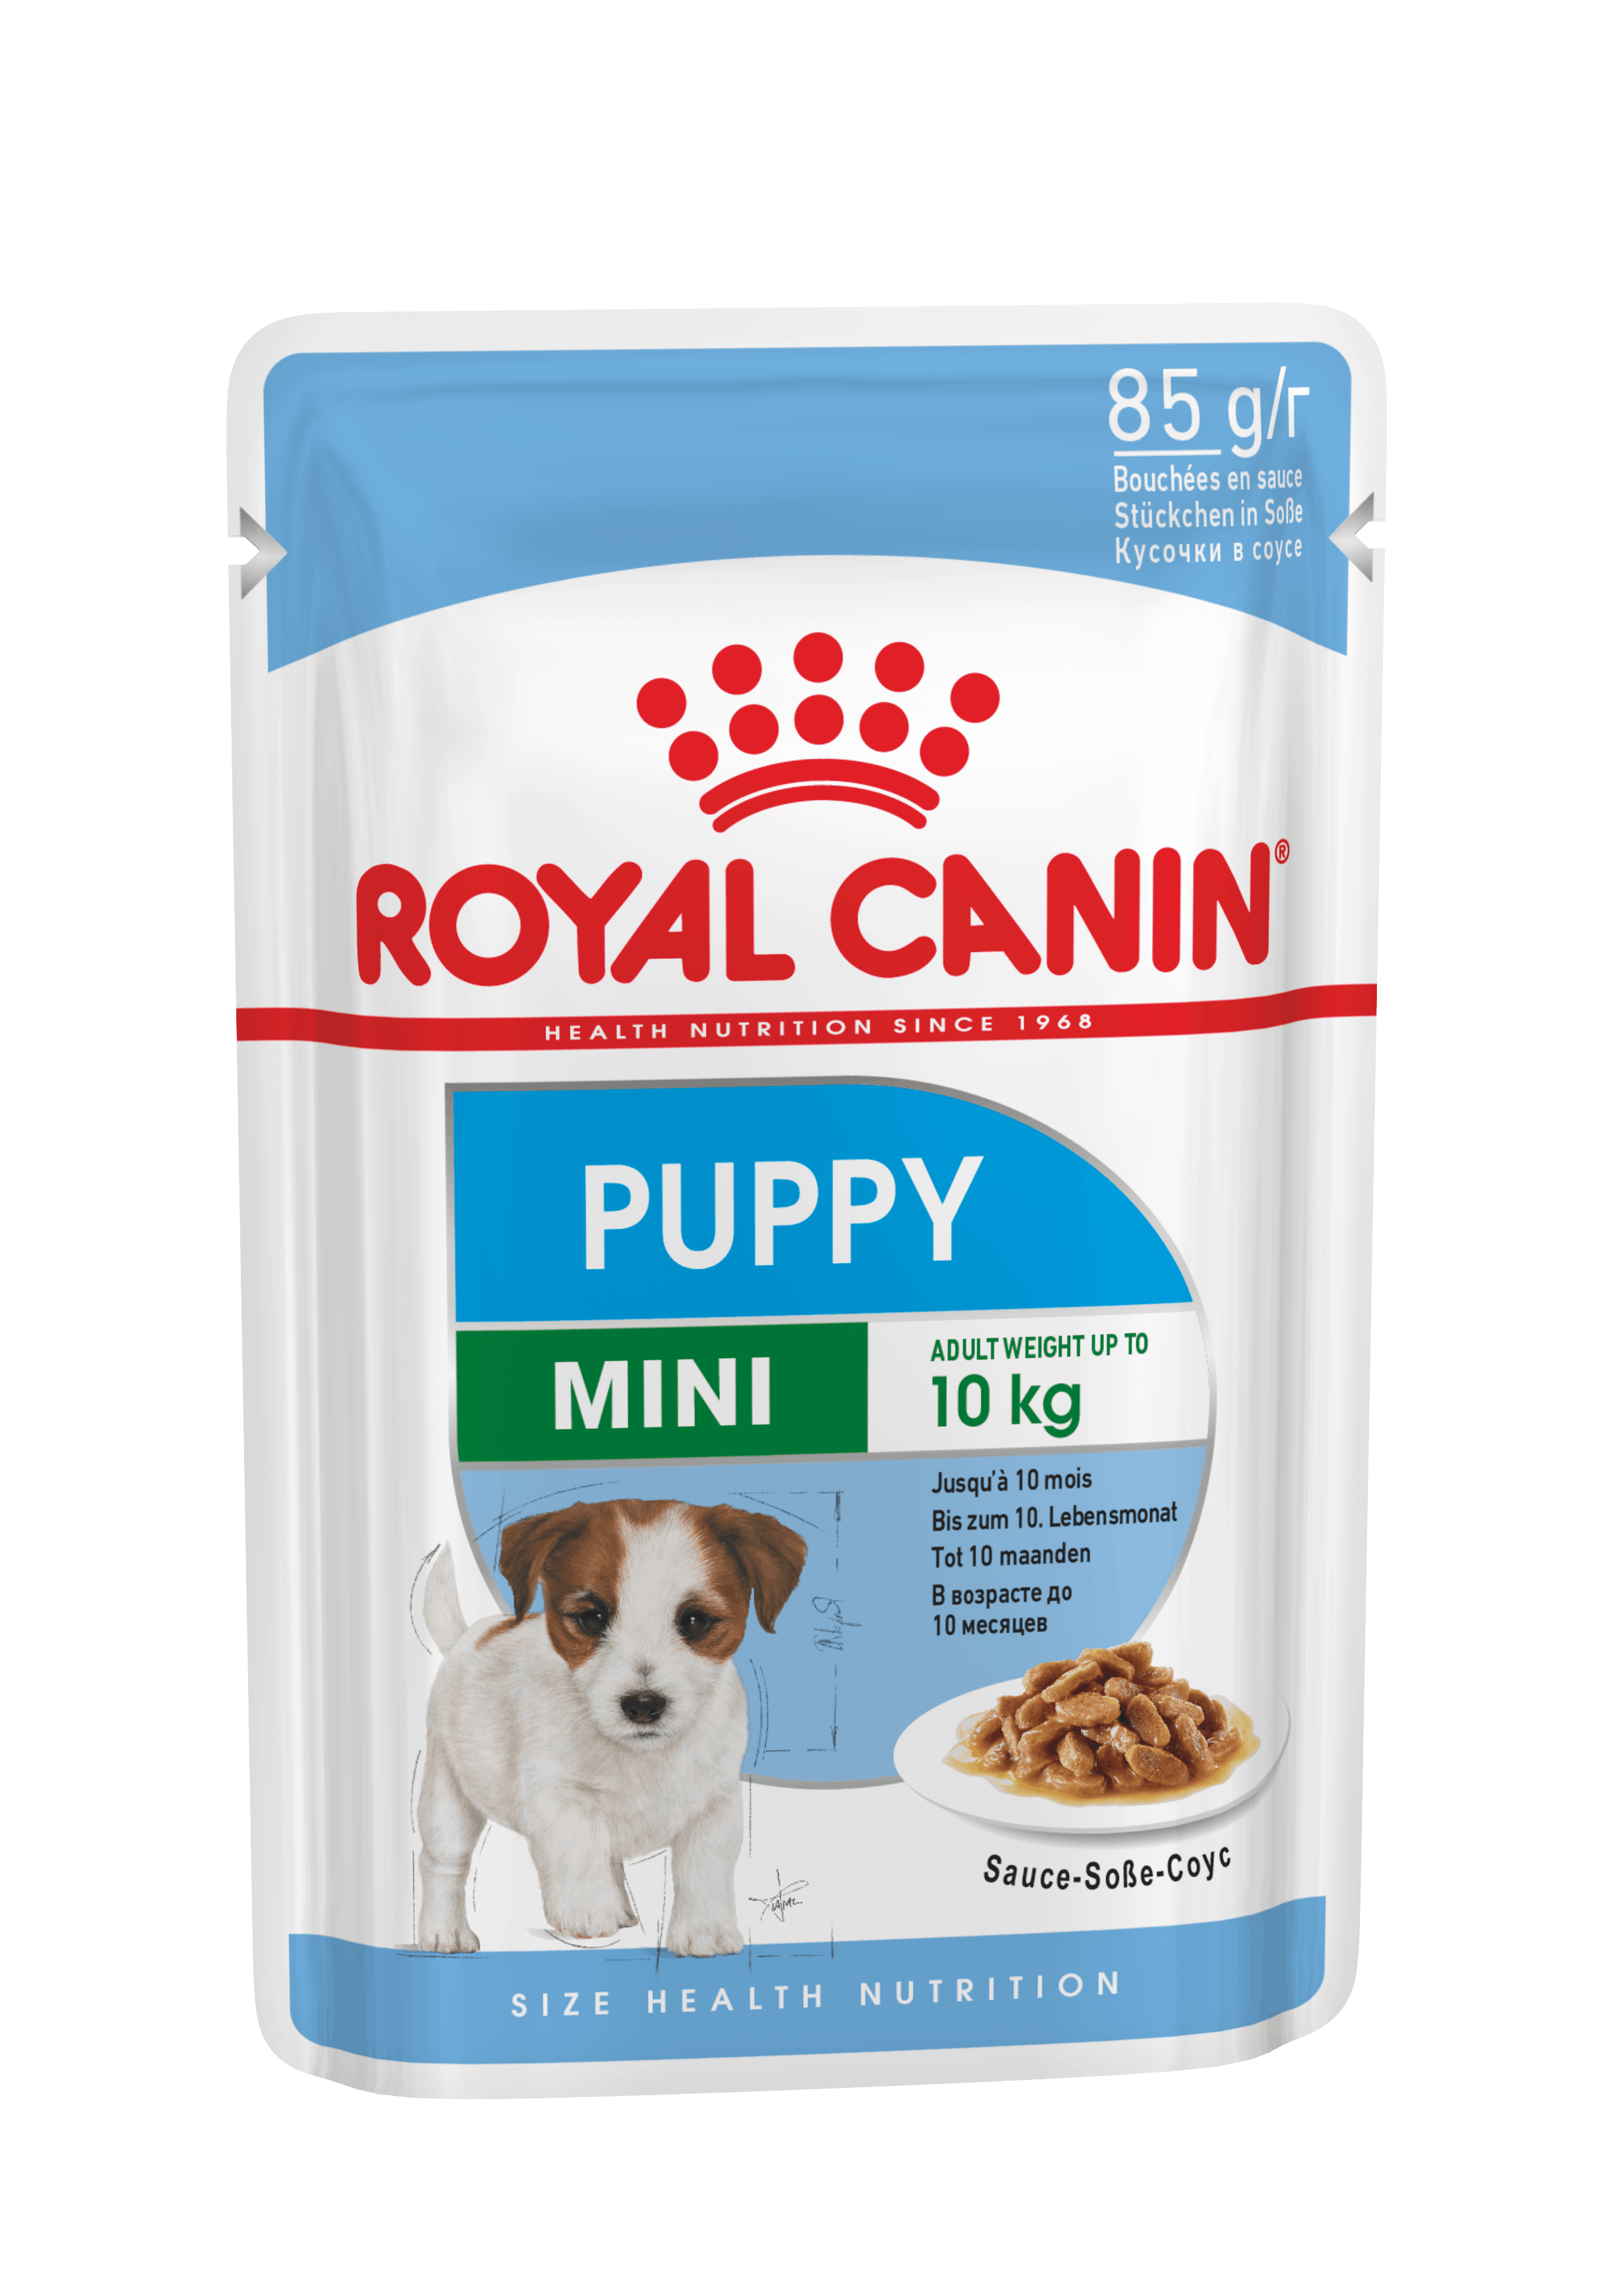 85 g/г
Bouchées en sauce
Stückchen in Soße
Кусочки в соусе
ROYAL CANIN®
HEALTH NUTRITION SINCE 1968
PUPPY
MINI
ADULT WEIGHT UP TO
10 kg
Jusqu'à 10 mois
Bis zum 10. Lebensmonat
Tot 10 maanden
В возрасте до
10 месяцев
Sauce-Soße-Соус
SIZE HEALTH NUTRITION